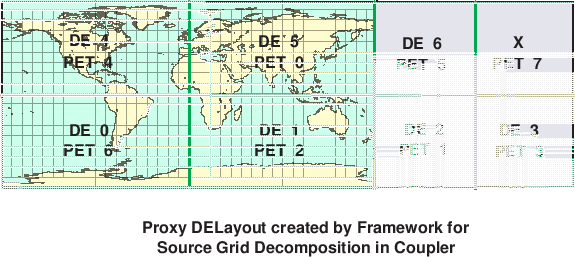 DE 4 DE 5 DE 6 X
PET 4 PET 0 PET 5 PET 7
DE 0 DE 1 DE 2 DE 3
PET 6 PET 2 PET 1 PET 3
Proxy DELayout created by Framework for
Source Grid Decomposition in Coupler